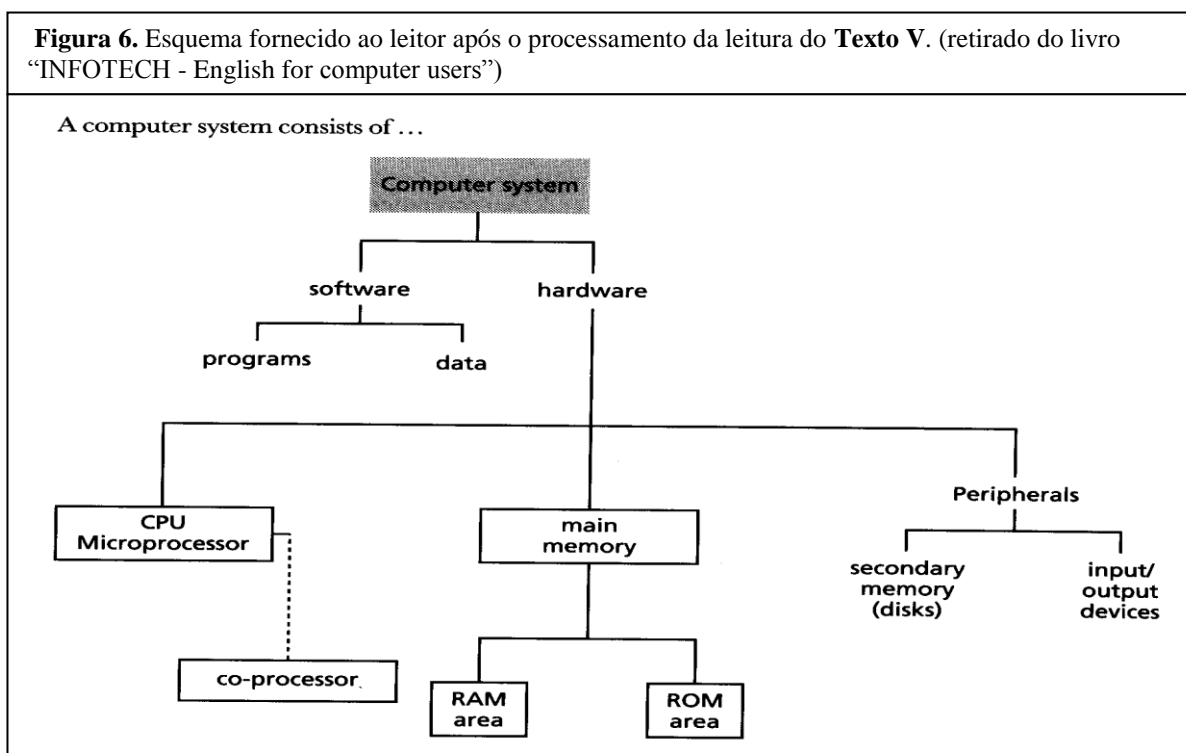 Figura 6. Esquema fornecido ao leitor após o processamento da leitura do Texto V. (retirado do livro
“INFOTECH - English for computer users”)
A computer system consists of ...
Computer system
software
hardware
programs
data
CPU
Microprocessor
main
memory
Peripherals
secondary
memory
(disks)
input/
output
devices
co-processor
RAM
area
ROM
area